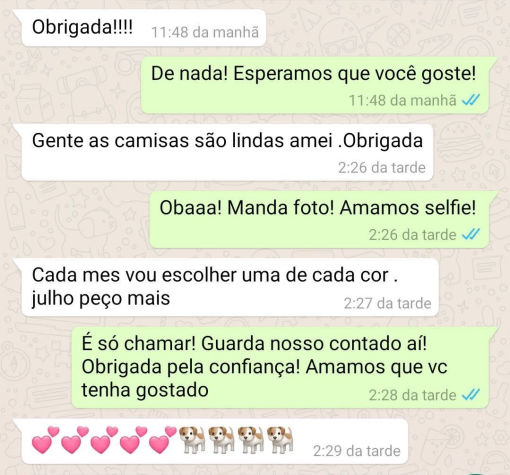 Obrigada!!!! 11:48 da manhã
De nada! Esperamos que você goste!
11:48 da manhã
Gente as camisas são lindas amei .Obrigada
2:26 da tarde
Obaaa! Manda foto! Amamos selfie!
2:26 da tarde
Cada mes vou escolher uma de cada cor .
julho peço mais 2:27 da tarde
É só chamar! Guarda nosso contado aí!
Obrigada pela confiança! Amamos que vc
tenha gostado 2:28 da tarde
💕💕💕💕💕🐶🐶🐶🐶 2:29 da tarde